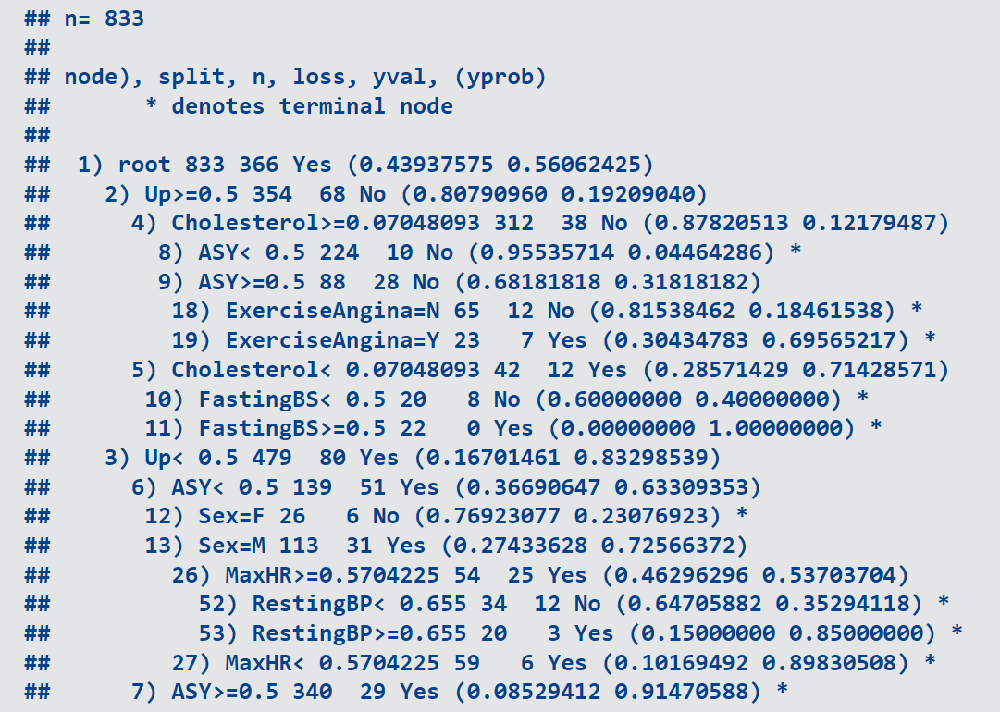 ## n= 833
##
## node), split, n, loss, yval, (yprob)
##       * denotes terminal node
##
##  1) root 833 366 Yes (0.43937575 0.56062425)
##    2) Up>=0.5 354  68 No (0.80790960 0.19209040)
##      4) Cholesterol>=0.07048093 312  38 No (0.87820513 0.12179487)
##        8) ASY< 0.5 224  10 No (0.95535714 0.04464286) *
##        9) ASY>=0.5 88  28 No (0.68181818 0.31818182)
##         18) ExerciseAngina=N 65  12 No (0.81538462 0.18461538) *
##         19) ExerciseAngina=Y 23   7 Yes (0.30434783 0.69565217) *
##      5) Cholesterol< 0.07048093 42  12 Yes (0.28571429 0.71428571)
##       10) FastingBS< 0.5 20   8 No (0.60000000 0.40000000) *
##       11) FastingBS>=0.5 22   0 Yes (0.00000000 1.00000000) *
##    3) Up< 0.5 479  80 Yes (0.16701461 0.83298539)
##      6) ASY< 0.5 139  51 Yes (0.36690647 0.63309353)
##       12) Sex=F 26   6 No (0.76923077 0.23076923) *
##       13) Sex=M 113  31 Yes (0.27433628 0.72566372)
##         26) MaxHR>=0.5704225 54  25 Yes (0.46296296 0.53703704)
##           52) RestingBP< 0.655 34  12 No (0.64705882 0.35294118) *
##           53) RestingBP>=0.655 20   3 Yes (0.15000000 0.85000000) *
##         27) MaxHR< 0.5704225 59   6 Yes (0.10169492 0.89830508) *
##      7) ASY>=0.5 340  29 Yes (0.08529412 0.91470588) *